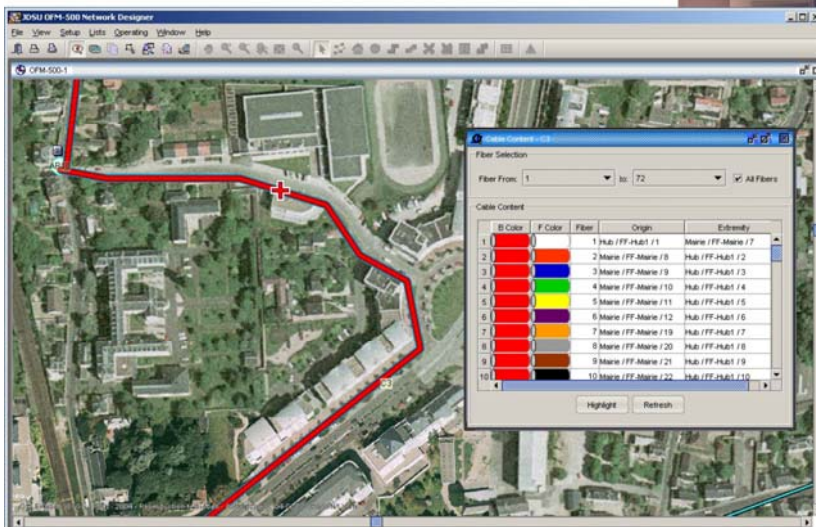 JDSU OFM-500 Network Designer
File View Setup Lists Operating Window Help
OFM-500-1
C3
Cable Content - C3
Fiber Selection
Fiber From: 1 to: 72 All Fibers
Cable Content
B Color F Color Fiber Origin Extremity
1 1 Hub / FF-Hub1 / 1 Mairie / FF-Mairie / 7
2 2 Mairie / FF-Mairie / 8 Hub / FF-Hub1 / 2
3 3 Mairie / FF-Mairie / 9 Hub / FF-Hub1 / 3
4 4 Mairie / FF-Mairie / 10 Hub / FF-Hub1 / 4
5 5 Mairie / FF-Mairie / 11 Hub / FF-Hub1 / 5
6 6 Mairie / FF-Mairie / 12 Hub / FF-Hub1 / 6
7 7 Mairie / FF-Mairie / 19 Hub / FF-Hub1 / 7
8 8 Mairie / FF-Mairie / 20 Hub / FF-Hub1 / 8
9 9 Mairie / FF-Mairie / 21 Hub / FF-Hub1 / 9
10 10 Mairie / FF-Mairie / 22 Hub / FF-Hub1 / 10
Highlight Refresh